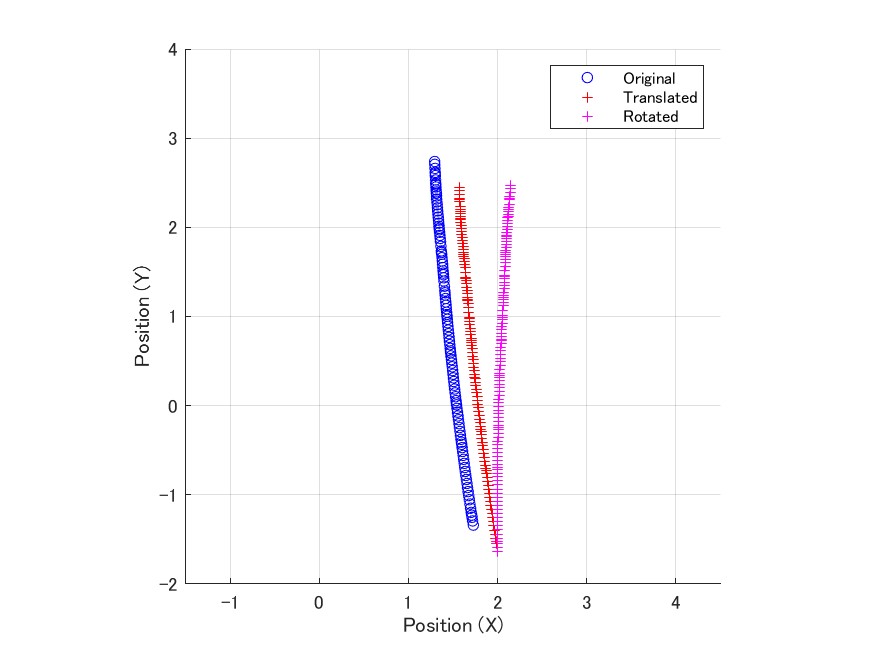 4
3
2
1
0
−1
−2
−1
0
1
2
3
4
Position (X)
Position (Y)
Original
Translated
Rotated